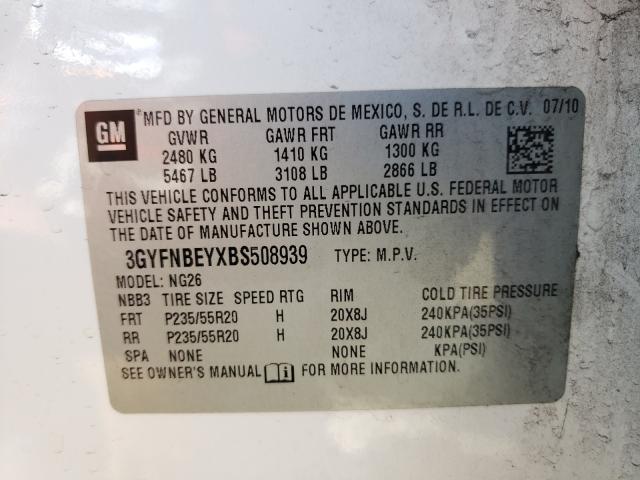 GM
*MFD BY GENERAL MOTORS DE MEXICO, S. DE R.L. DE C.V. 07/10
GVWR GAWR FRT GAWR RR
2480 KG 1410 KG 1300 KG
5467 LB 3108 LB 2866 LB
THIS VEHICLE CONFORMS TO ALL APPLICABLE U.S. FEDERAL MOTOR
VEHICLE SAFETY AND THEFT PREVENTION STANDARDS IN EFFECT ON
THE DATE OF MANUFACTURE SHOWN ABOVE.
3GYFNBEYXBS508939 TYPE: M.P.V.
MODEL: NG26
NBB3 TIRE SIZE SPEED RTG RIM COLD TIRE PRESSURE
FRT P235/55R20 H 20X8J 240KPA(35PSI)
RR P235/55R20 H 20X8J 240KPA(35PSI)
SPA NONE NONE KPA(PSI)
SEE OWNER'S MANUAL i FOR MORE INFORMATION.